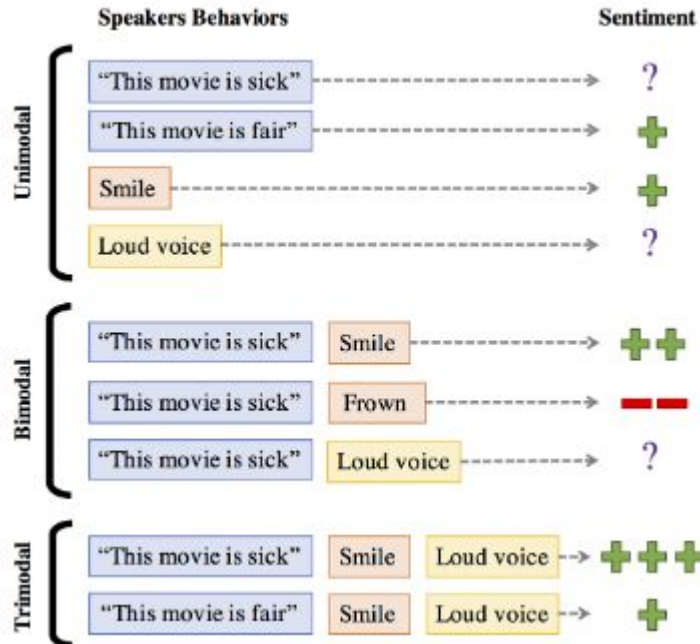 Speakers Behaviors Sentiment
Unimodal
“This movie is sick” ?
“This movie is fair”
Smile
Loud voice ?
Bimodal
“This movie is sick” Smile
“This movie is sick” Frown
“This movie is sick” Loud voice ?
Trimodal
“This movie is sick” Smile Loud voice
“This movie is fair” Smile Loud voice